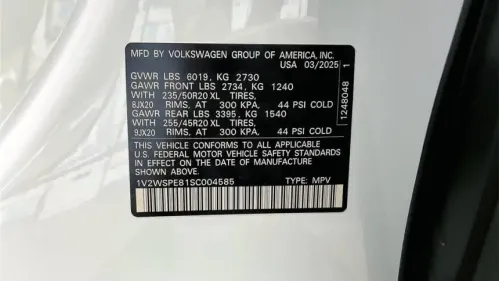 MFD BY VOLKSWAGEN GROUP OF AMERICA, INC.
USA 03/2025
GVWR LBS 6019, KG 2730
GAWR FRONT LBS 2734, KG 1240
WITH 235/50R20 XL TIRES,
8JX20 RIMS, AT 300 KPA, 44 PSI COLD
GAWR REAR LBS 3395, KG 1540
WITH 255/45R20 XL TIRES,
9JX20 RIMS, AT 300 KPA, 44 PSI COLD
THIS VEHICLE CONFORMS TO ALL APPLICABLE
U.S. FEDERAL MOTOR VEHICLE SAFETY STANDARDS
IN EFFECT ON THE DATE OF MANUFACTURE
SHOWN ABOVE.
1V2WSPE81SC004585 TYPE: MPV
1248048 1